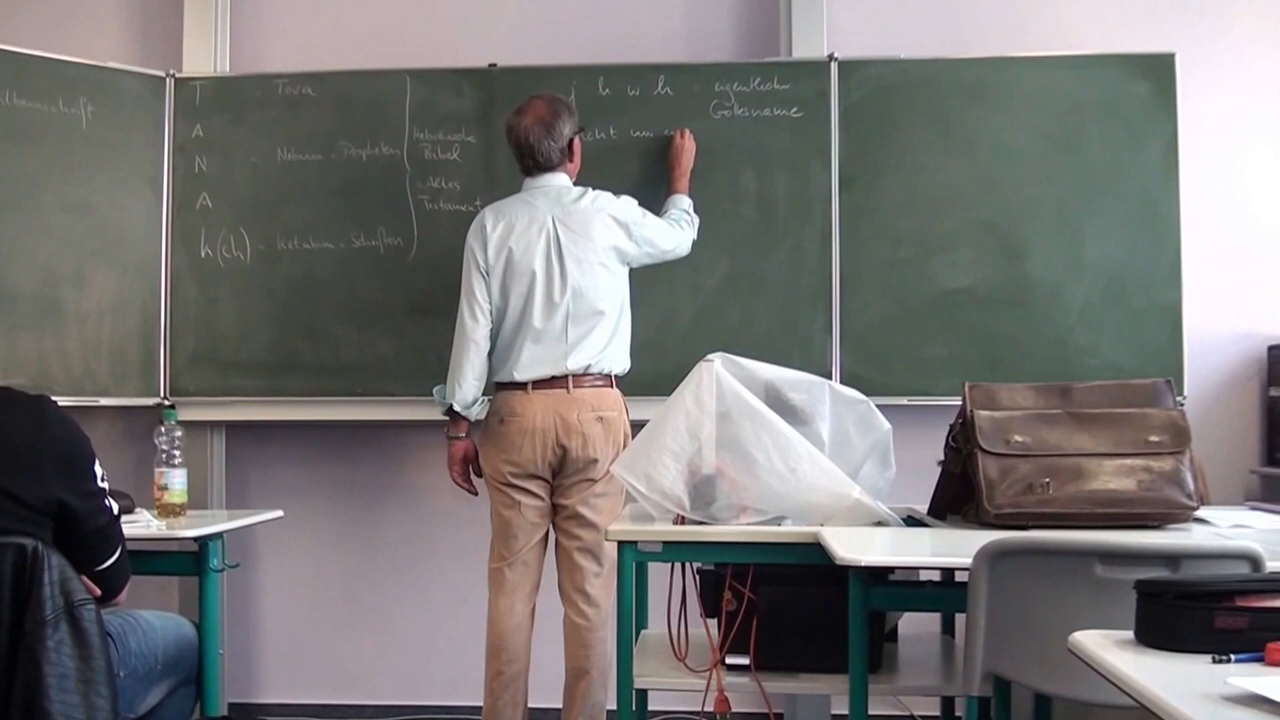 T = Tora
A
N = Nebiim = Propheten
A
k(ch) = Ketubim = Schriften
Hebräische
Bibel
= Altes
Testament
j h w h = eigentlicher
Gottesname